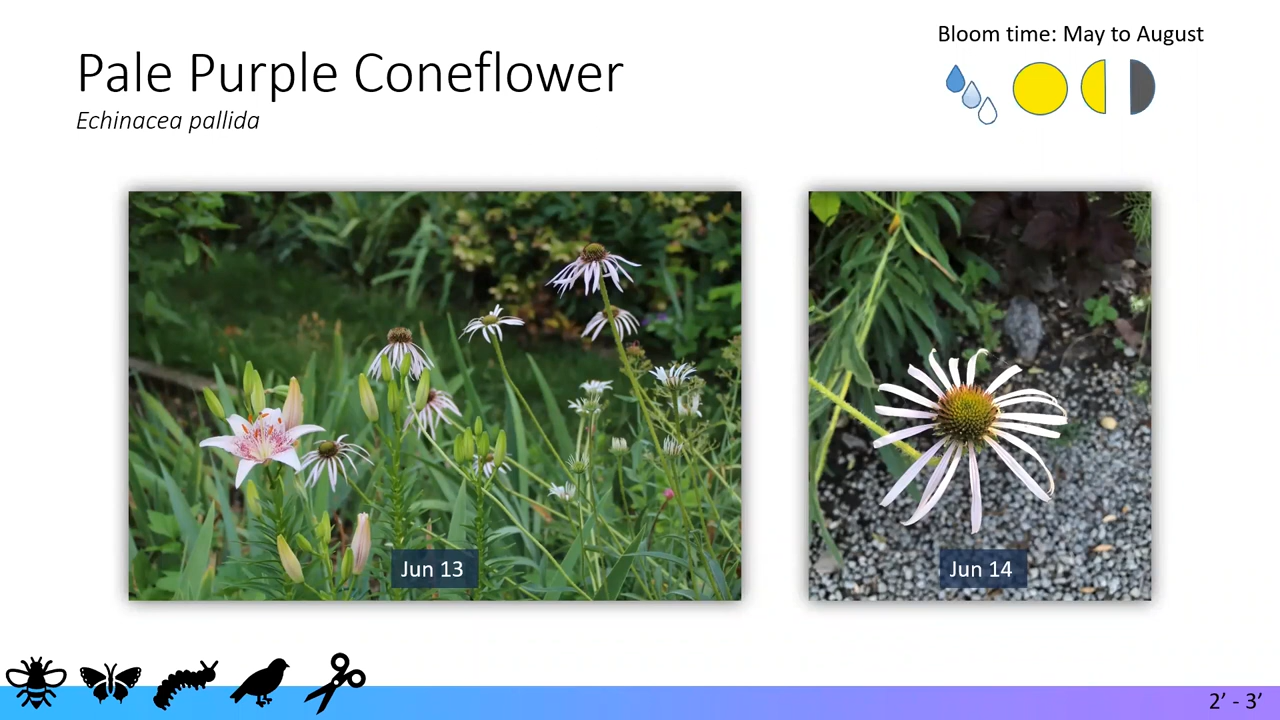 Pale Purple Coneflower
Echinacea pallida
Bloom time: May to August
Jun 13
Jun 14
2’ - 3’